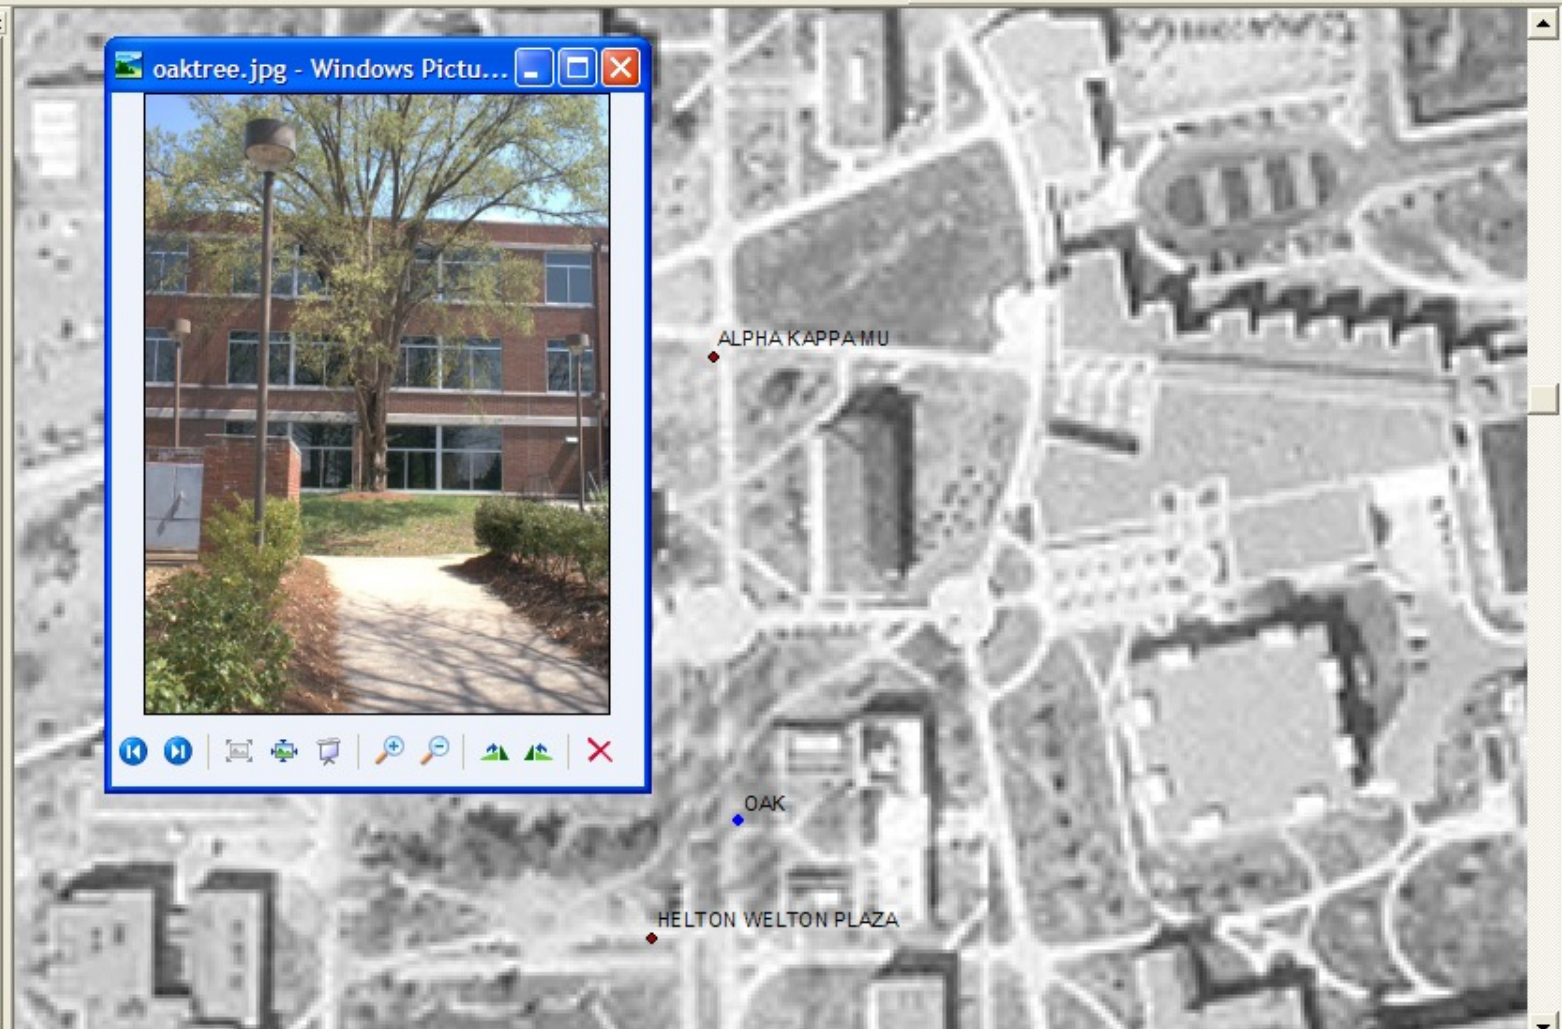 oaktree.jpg - Windows Pictu...
ALPHA KAPPA MU
OAK
HELTON WELTON PLAZA